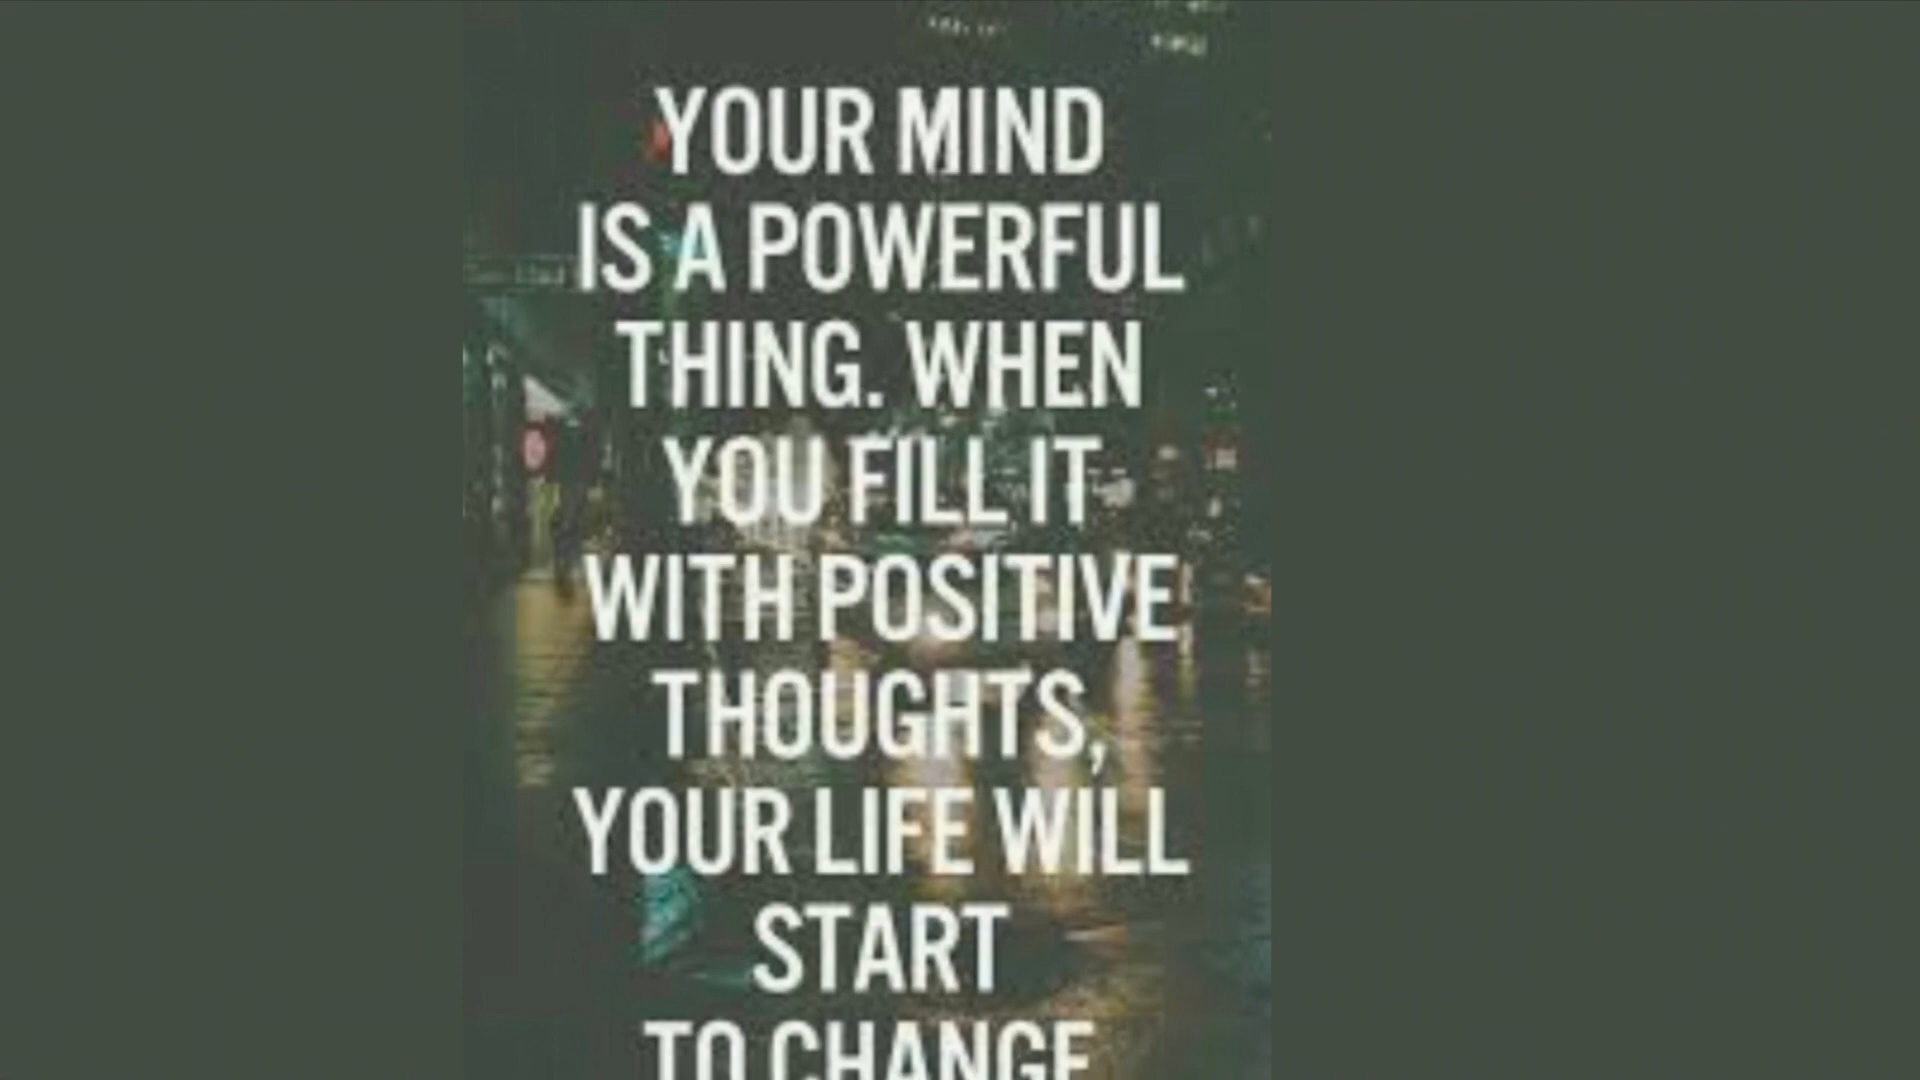 YOUR MIND
IS A POWERFUL
THING. WHEN
YOU FILL IT
WITH POSITIVE
THOUGHTS,
YOUR LIFE WILL
START
TO CHANGE